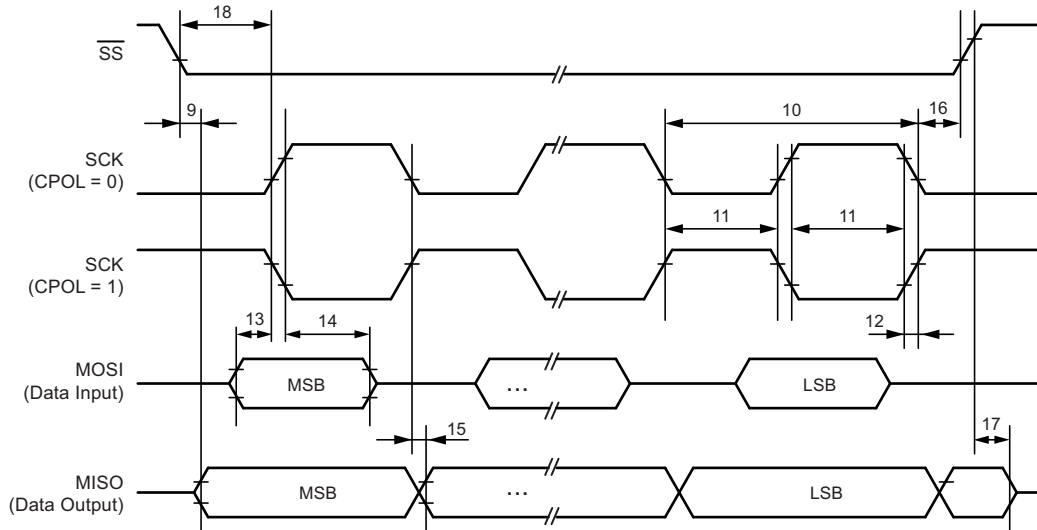 18
SS
9
10
16
SCK
(CPOL = 0)
11
11
SCK
(CPOL = 1)
13
14
12
MOSI
(Data Input)
MSB
...
LSB
15
17
MISO
(Data Output)
MSB
...
LSB